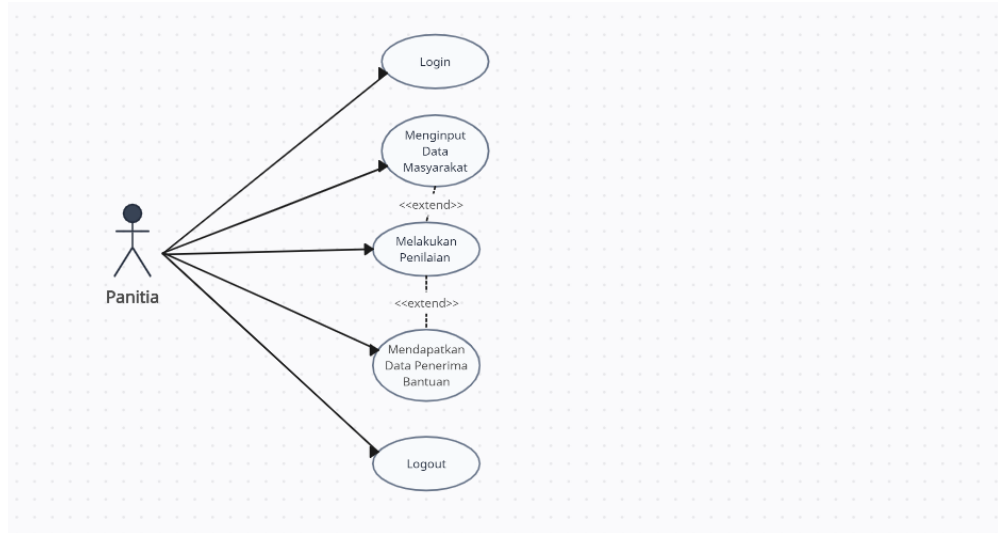 Login
Menginput
Data
Masyarakat
<<extend>>
Melakukan
Penilaian
Panitia
<<extend>>
Mendapatkan
Data Penerima
Bantuan
Logout